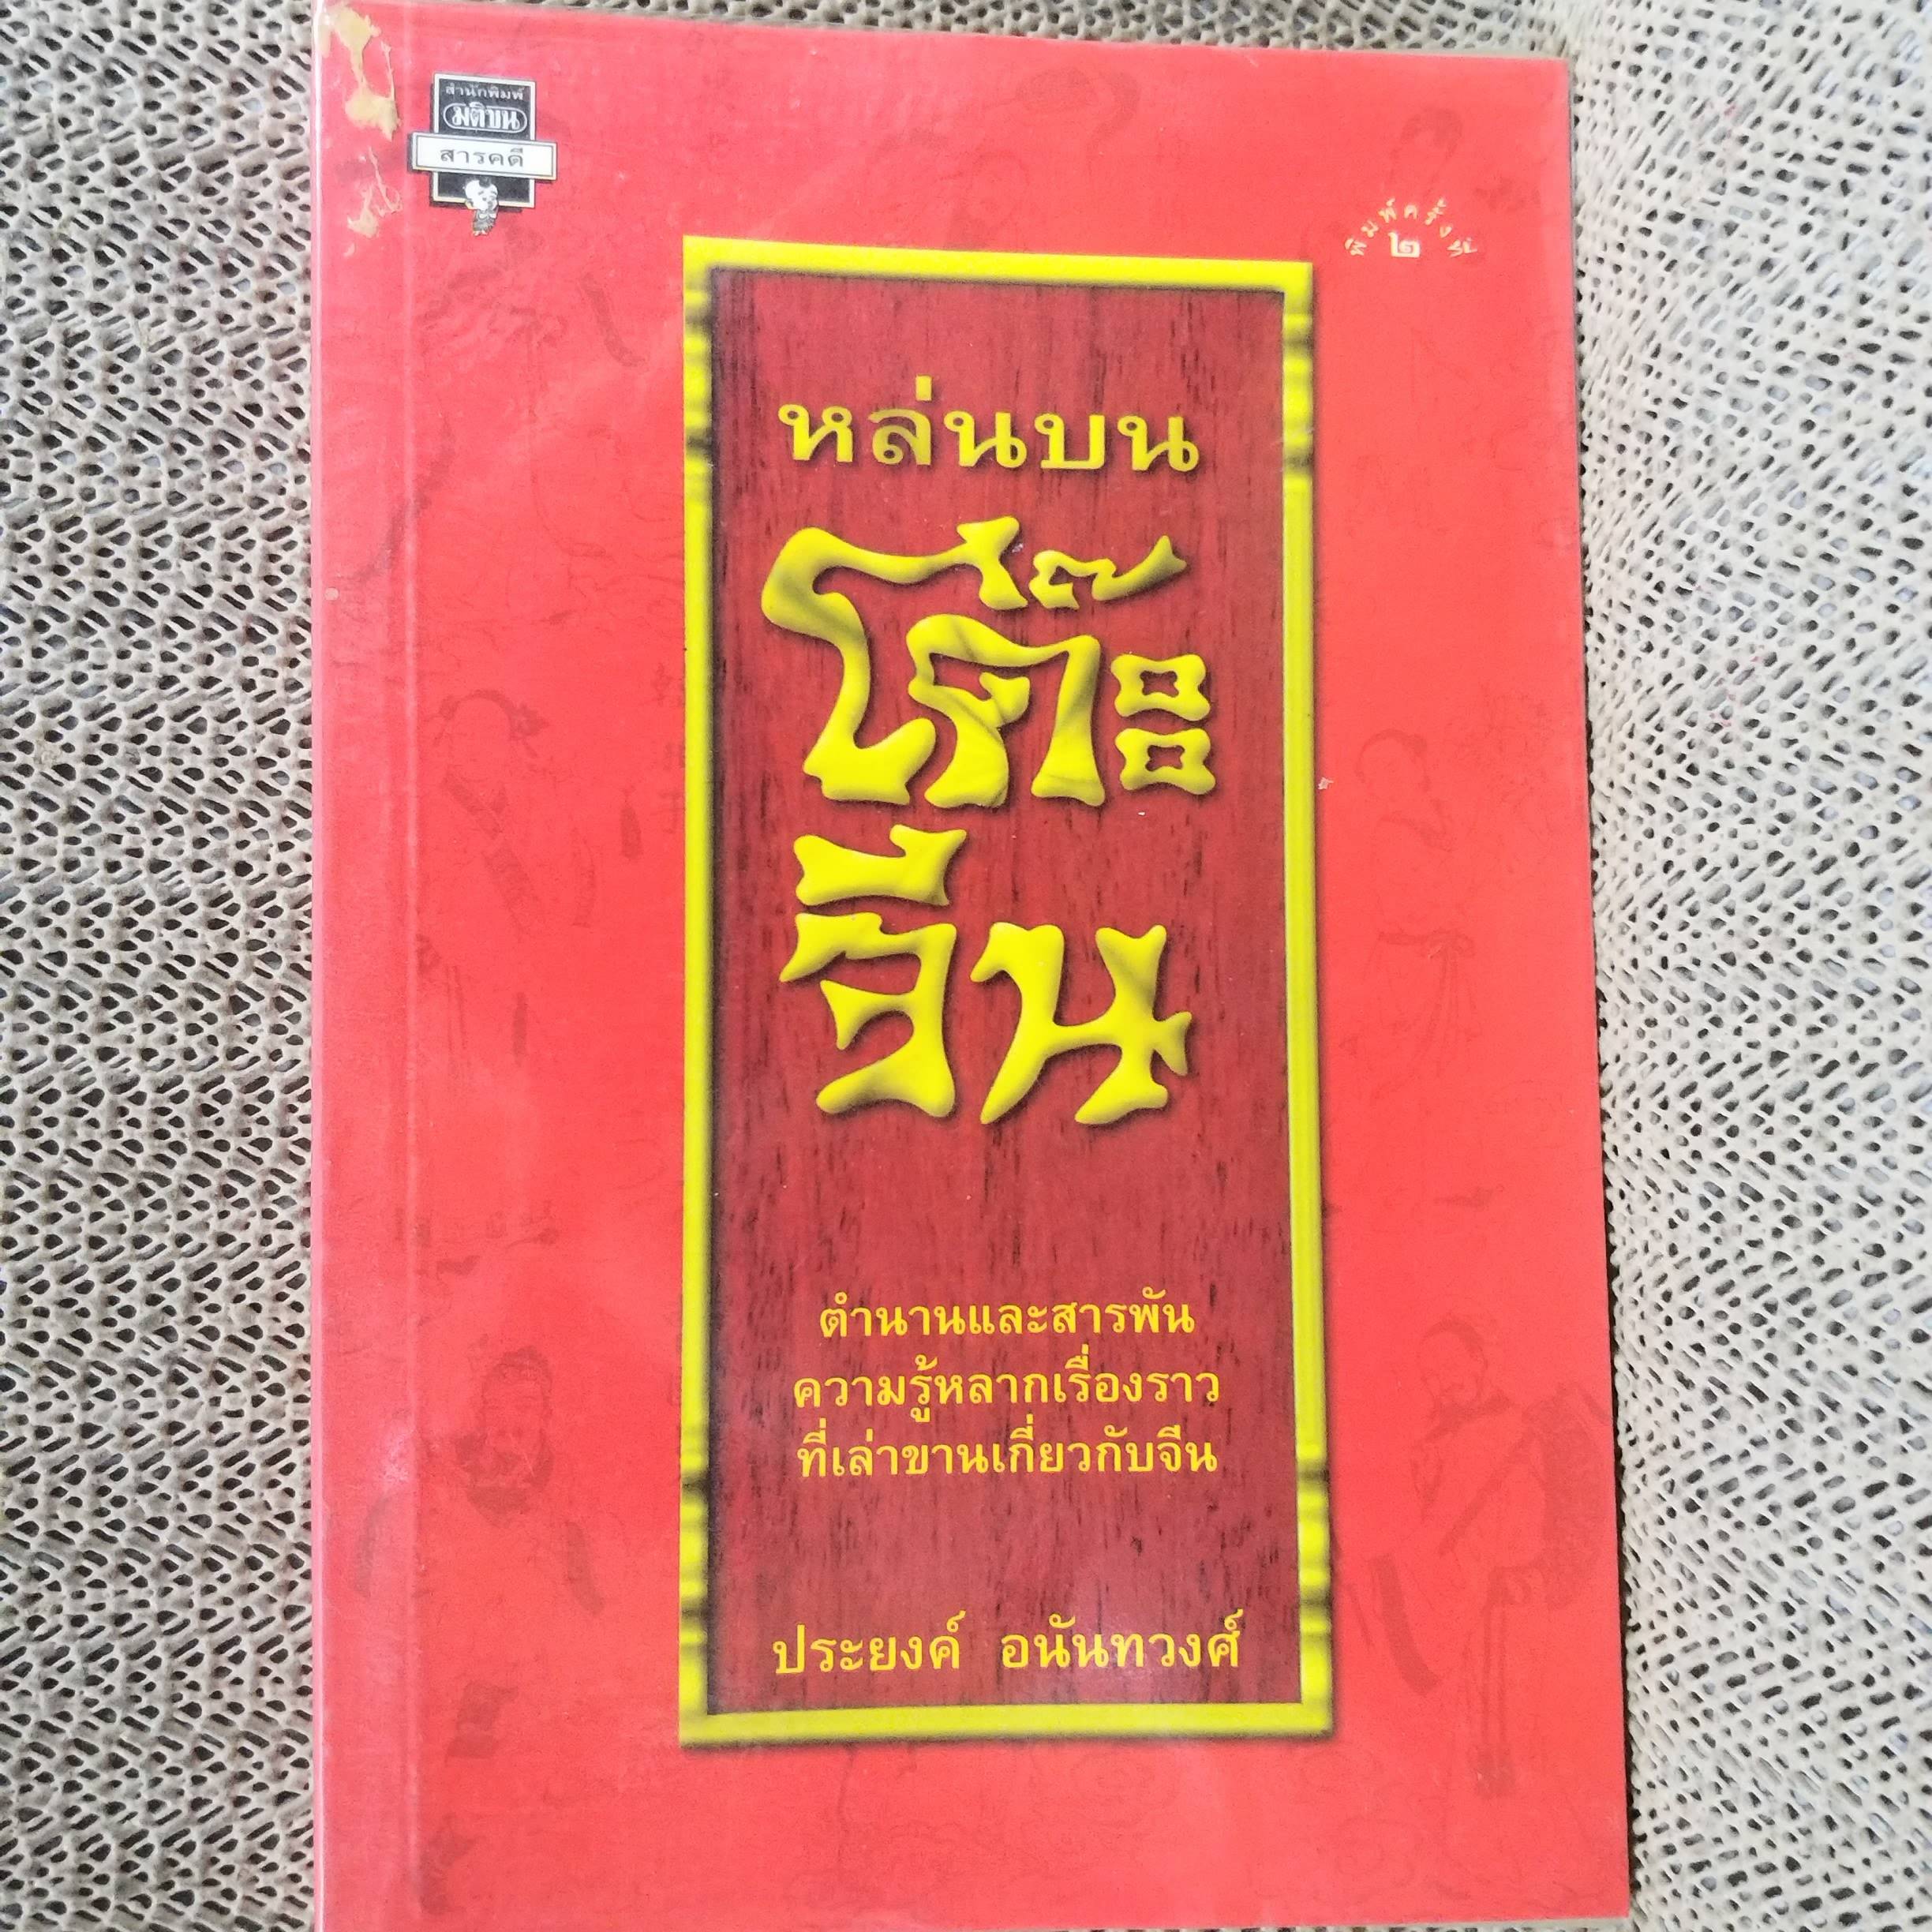 สำนักพิมพ์
มติชน
สารคดี
พิมพ์ครั้งที่
๒
หล่นบน
โต๊ะ
จีน
ตำนานและสารพัน
ความรู้หลากเรื่องราว
ที่เล่าขานเกี่ยวกับจีน
ประยงค์ อนันทวงศ์